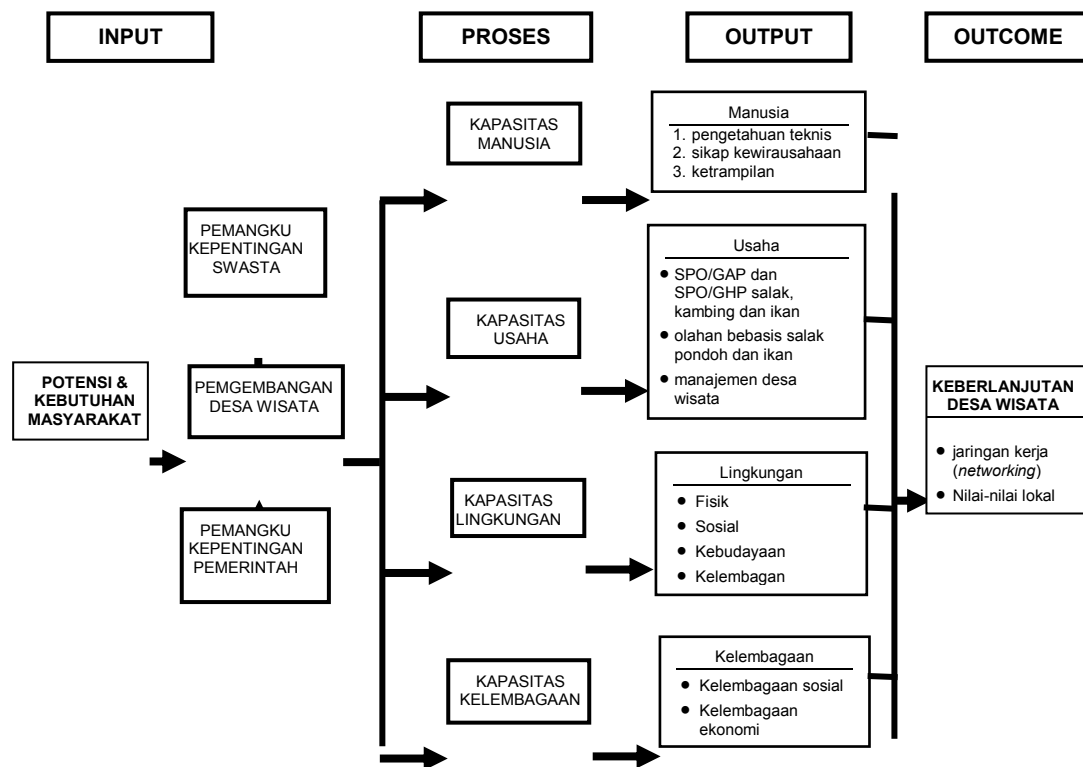 INPUT
PROSES
OUTPUT
OUTCOME
POTENSI &
KEBUTUHAN
MASYARAKAT
PEMANGKU
KEPENTINGAN
SWASTA
PEMGEMBANGAN
DESA WISATA
PEMANGKU
KEPENTINGAN
PEMERINTAH
KAPASITAS
MANUSIA
KAPASITAS
USAHA
KAPASITAS
LINGKUNGAN
KAPASITAS
KELEMBAGAAN
Manusia
1. pengetahuan teknis
2. sikap kewirausahaan
3. ketrampilan
Usaha
• SPO/GAP dan
SPO/GHP salak,
kambing dan ikan
• olahan bebasis salak
pondoh dan ikan
• manajemen desa
wisata
Lingkungan
• Fisik
• Sosial
• Kebudayaan
• Kelembagan
Kelembagaan
• Kelembagaan sosial
• Kelembagaan
ekonomi
KEBERLANJUTAN
DESA WISATA
• jaringan kerja
(networking)
• Nilai-nilai lokal